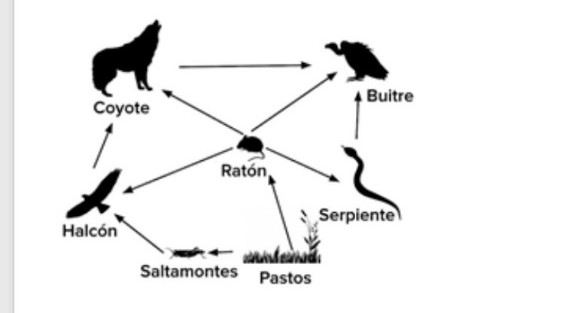 Coyote
Buitre
Ratón
Serpiente
Halcón
Saltamontes
Pastos